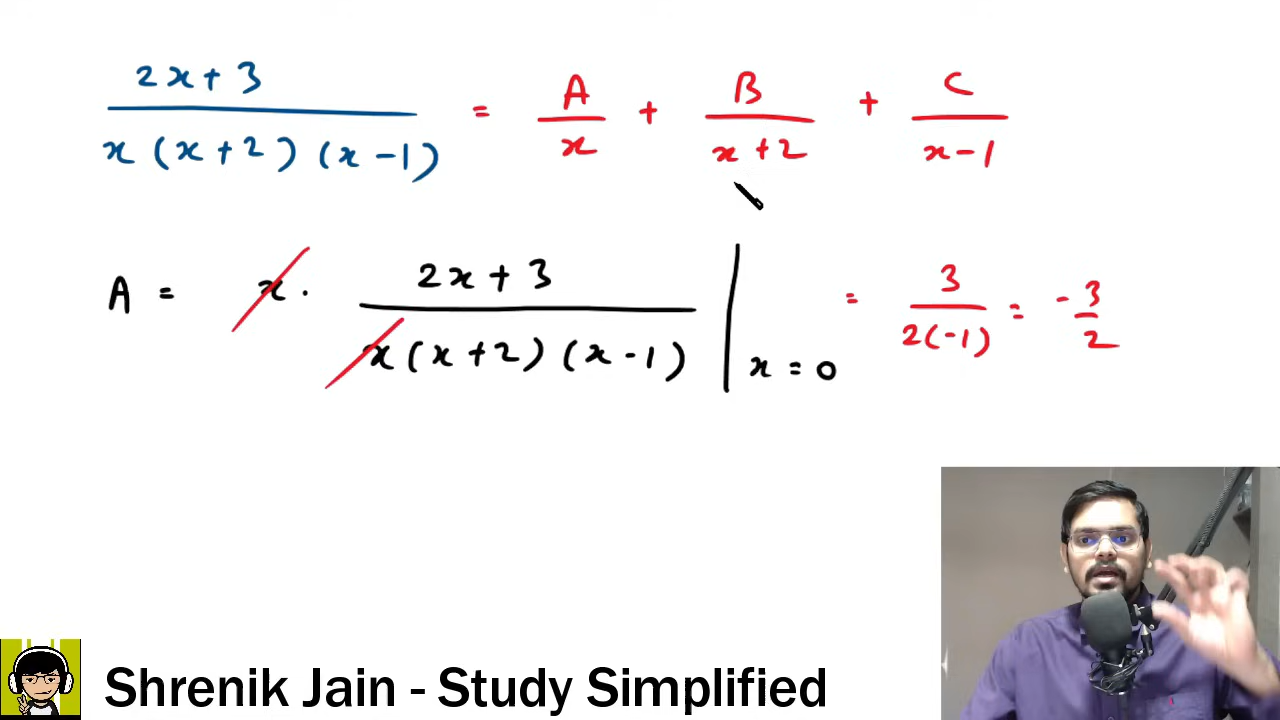 2x + 3 / x (x + 2) (x - 1) = A / x + B / x + 2 + C / x - 1
A = x . 2x + 3 / x (x + 2) (x - 1) | x = 0 = 3 / 2(-1) = - 3 / 2
Shrenik Jain - Study Simplified